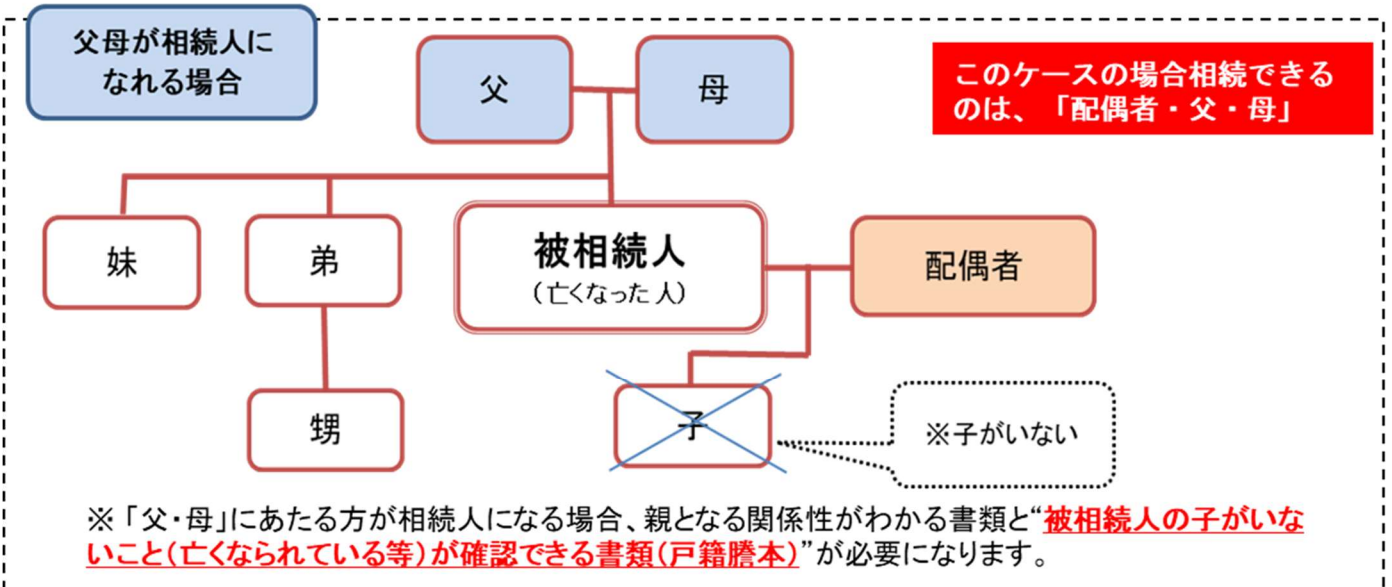 父母が相続人に
なれる場合
父
母
このケースの場合相続できる
のは、「配偶者・父・母」
妹
弟
被相続人
(亡くなった人)
配偶者
甥
子
※子がいない
※「父・母」にあたる方が相続人になる場合、親となる関係性がわかる書類と“被相続人の子がいな
いこと(亡くなられている等)が確認できる書類(戸籍謄本)”が必要になります。